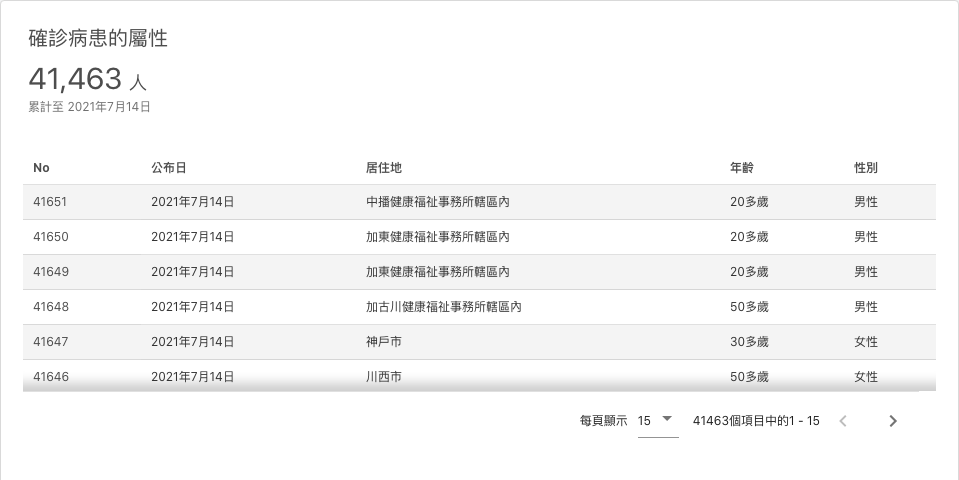 確診病患的屬性
41,463 人
累計至 2021年7月14日
No 公布日 居住地 年齡 性別
41651 2021年7月14日 中播健康福祉事務所轄區內 20多歲 男性
41650 2021年7月14日 加東健康福祉事務所轄區內 20多歲 男性
41649 2021年7月14日 加東健康福祉事務所轄區內 20多歲 男性
41648 2021年7月14日 加古川健康福祉事務所轄區內 50多歲 男性
41647 2021年7月14日 神戶市 30多歲 女性
41646 2021年7月14日 川西市 50多歲 女性
每頁顯示 15 41463個項目中的1 - 15